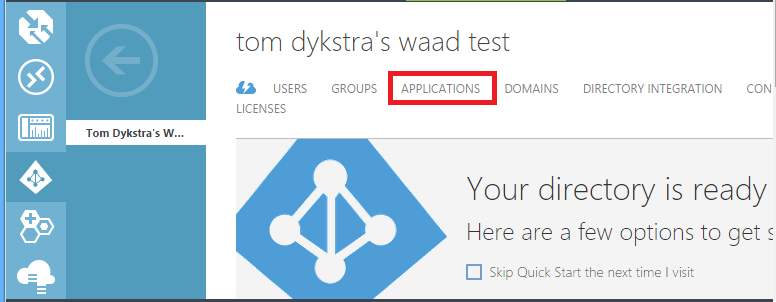 tom dykstra's waad test
USERS GROUPS APPLICATIONS DOMAINS DIRECTORY INTEGRATION CON
LICENSES
Tom Dykstra's W...
Your directory is ready
Here are a few options to get s
Skip Quick Start the next time I visit